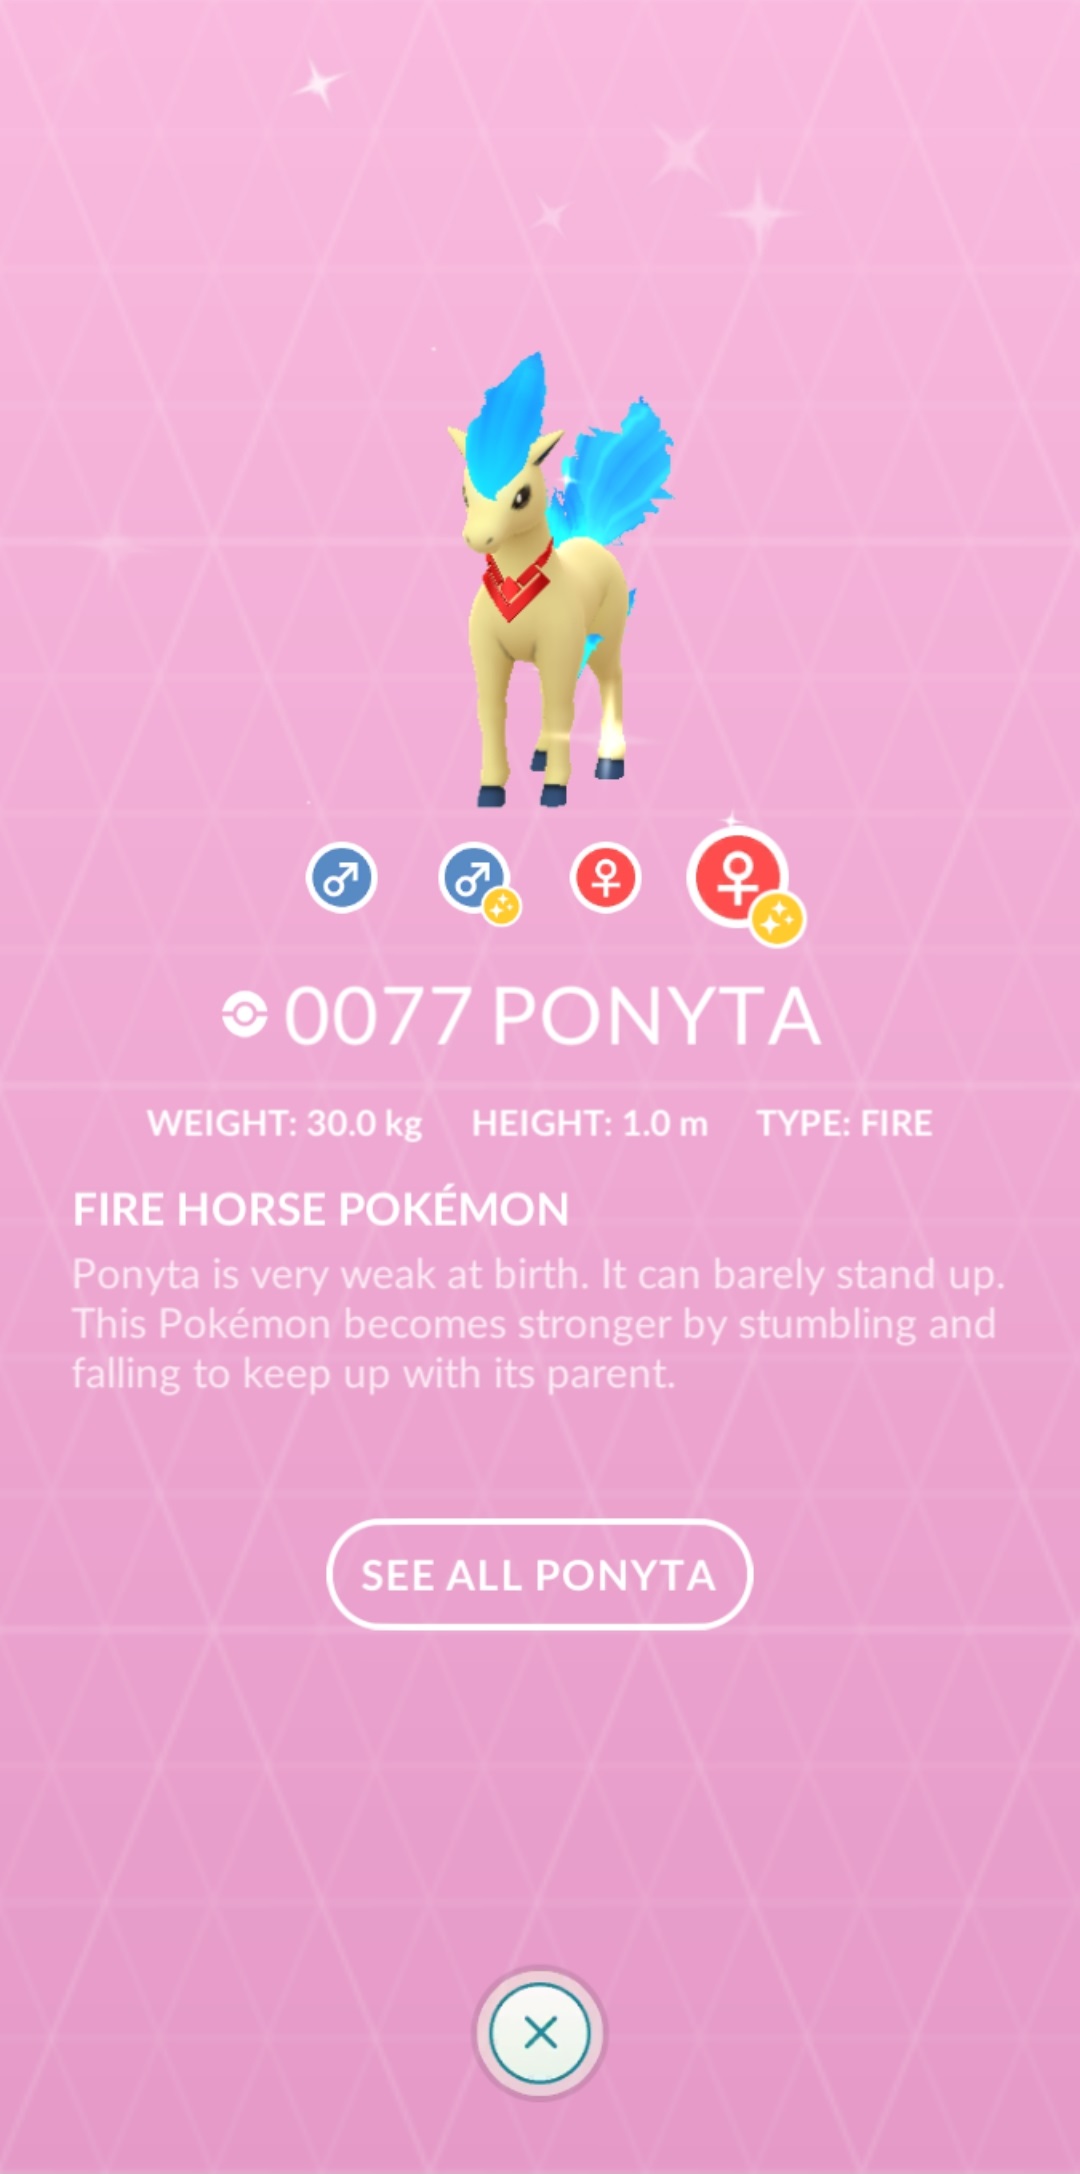 0077 PONYTA
WEIGHT: 30.0 kg HEIGHT: 1.0 m TYPE: FIRE
FIRE HORSE POKÉMON
Ponyta is very weak at birth. It can barely stand up.
This Pokémon becomes stronger by stumbling and
falling to keep up with its parent.
SEE ALL PONYTA